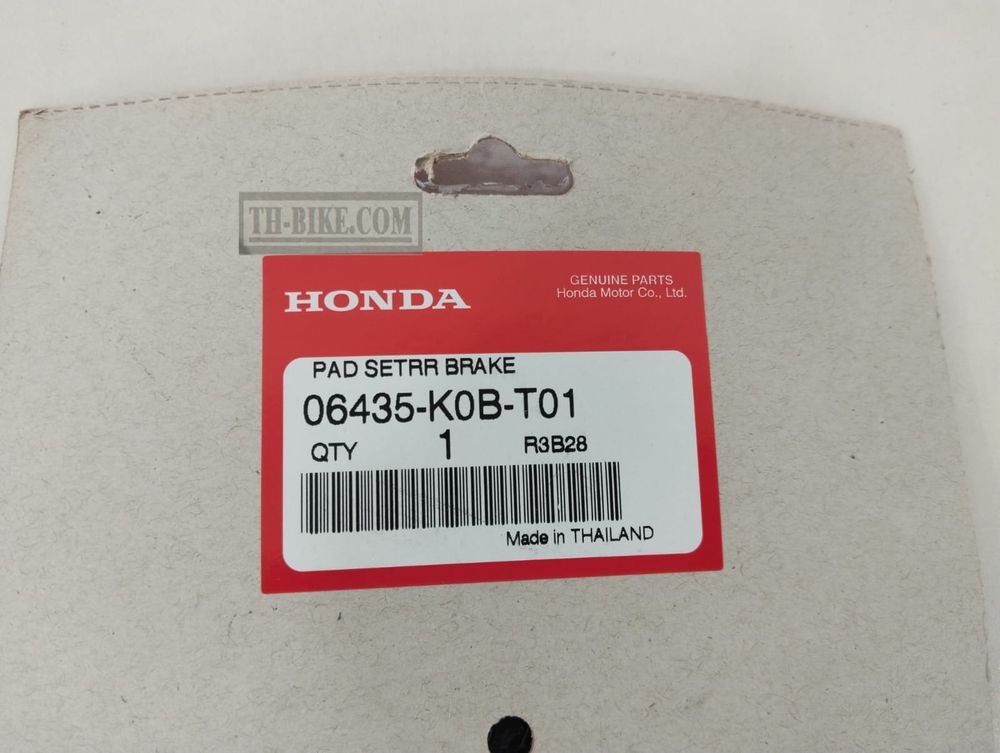 TH-BIKE.COM
HONDA
GENUINE PARTS
Honda Motor Co., Ltd.
PAD SETRR BRAKE
06435-K0B-T01
QTY 1 R3B28
Made in THAILAND